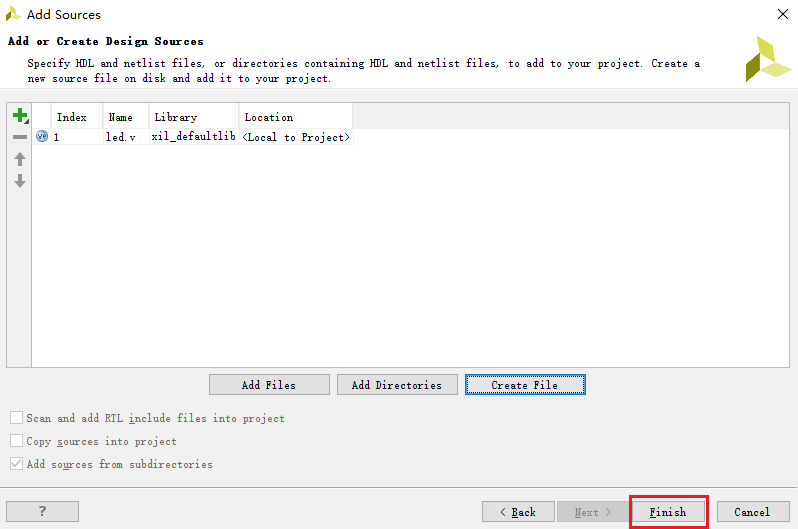 Add Sources
Add or Create Design Sources
Specify HDL and netlist files, or directories containing HDL and netlist files, to add to your project. Create a
new source file on disk and add it to your project.
Index Name Library Location
1 led.v xil_defaultlib <Local to Project>
Add Files Add Directories Create File
Scan and add RTL include files into project
Copy sources into project
Add sources from subdirectories
? < Back Next > Finish Cancel